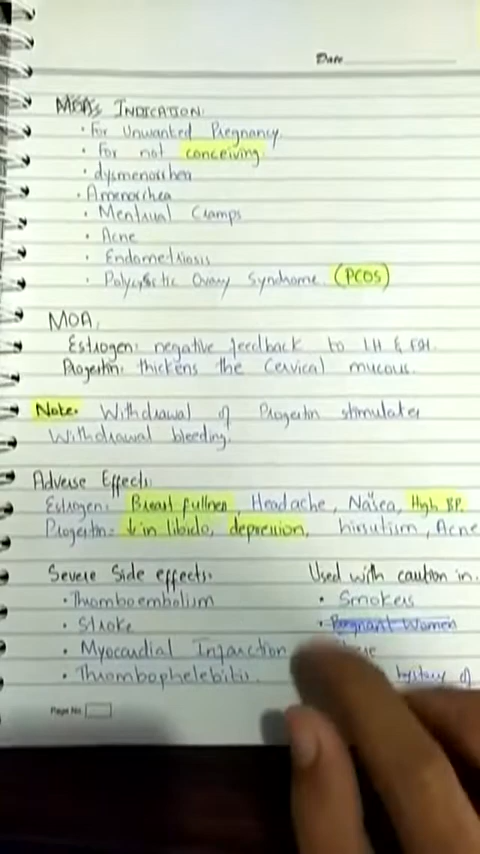 Date
MOA's INDICATION:
• For Unwanted Pregnancy
• For not conceiving.
• dysmenorrhea
• Amenorrhea
• Menstrual Cramps
• Acne
• Endometriosis
• Polycystic Ovary Syndrome (PCOS)
MOA,
Estrogen: negative feedback to LH & FSH.
Progestin: thickens the Cervical mucous.
Note: Withdrawal of Progestin stimulates
Withdrawal bleeding.
Adverse Effects:
Estrogen: Breast fullness, Headache, Nausea, High BP.
Progestin: ↓ in libido, depression, hirsutism, Acne
Severe Side effects: Used with caution in.
• Thromboembolism • Smokers
• Stroke • Pregnant Women
• Myocardial Infarction
• Thrombophelebitis. hystory of
Page No